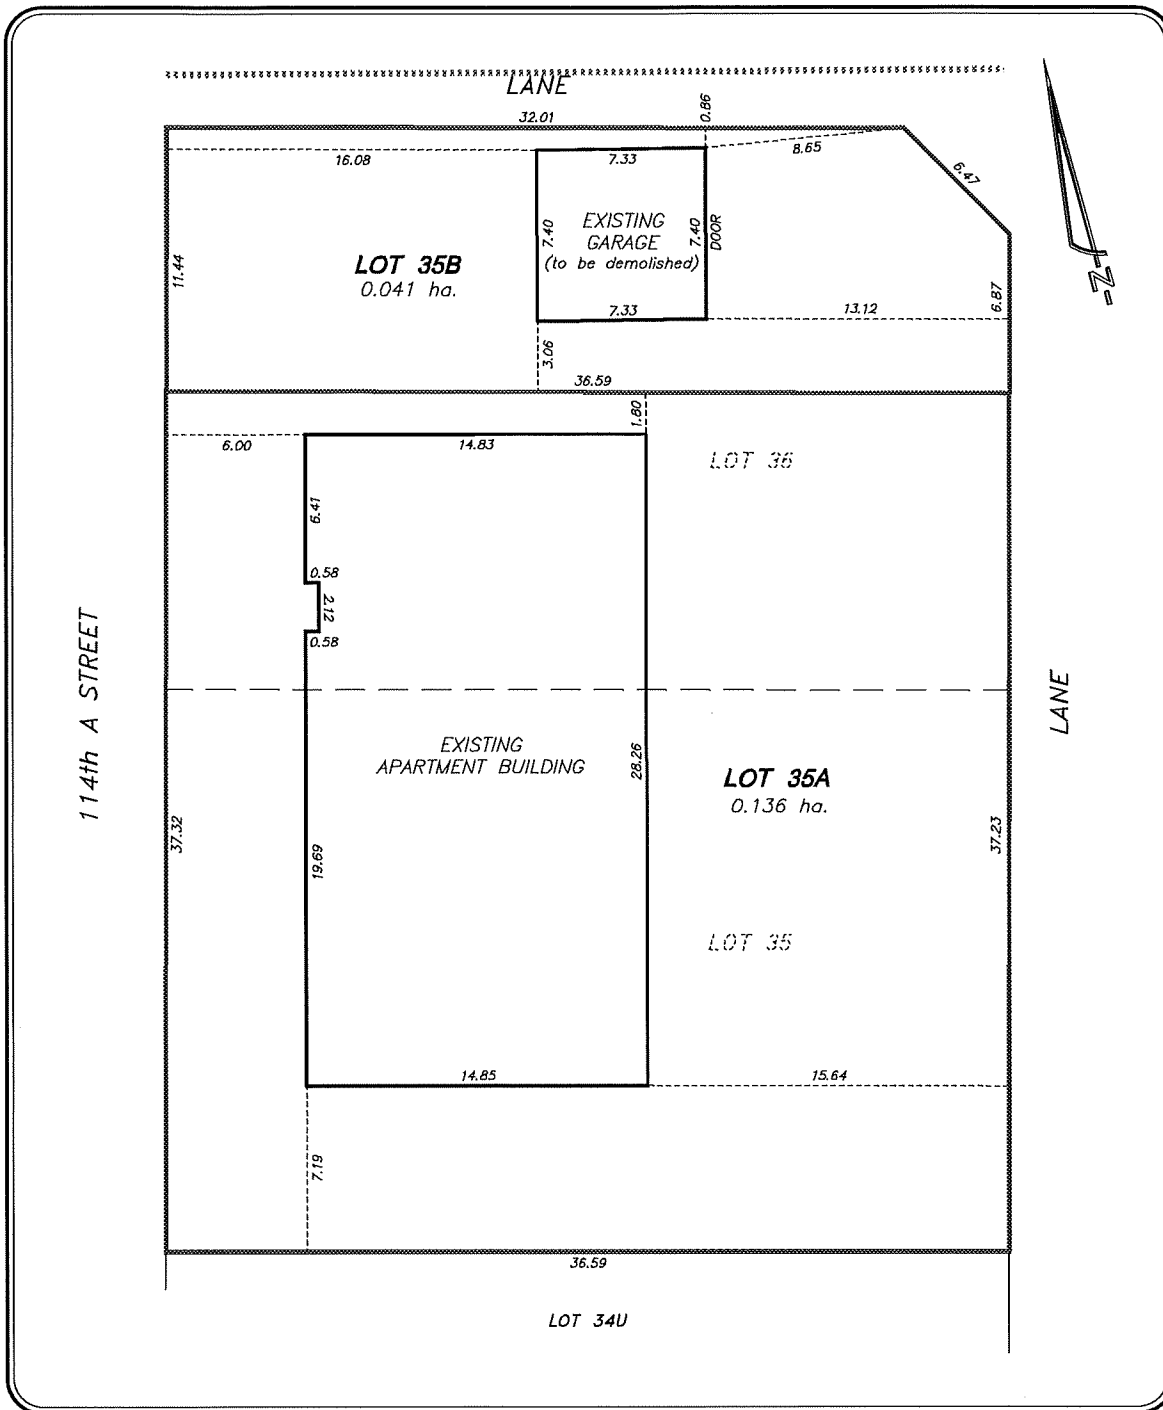 LANE
32.01
0.86
16.08
7.33
8.65
6.47
11.44
LOT 35B
0.041 ha.
7.40
EXISTING
GARAGE
(to be demolished)
7.40
DOOR
6.87
-N-
7.33
13.12
3.06
36.59
1.80
6.00
14.83
LOT 36
6.41
0.58
2.12
0.58
114th A STREET
LANE
EXISTING
APARTMENT BUILDING
28.26
LOT 35A
0.136 ha.
37.32
19.69
37.23
LOT 35
14.85
15.64
7.19
36.59
LOT 34U